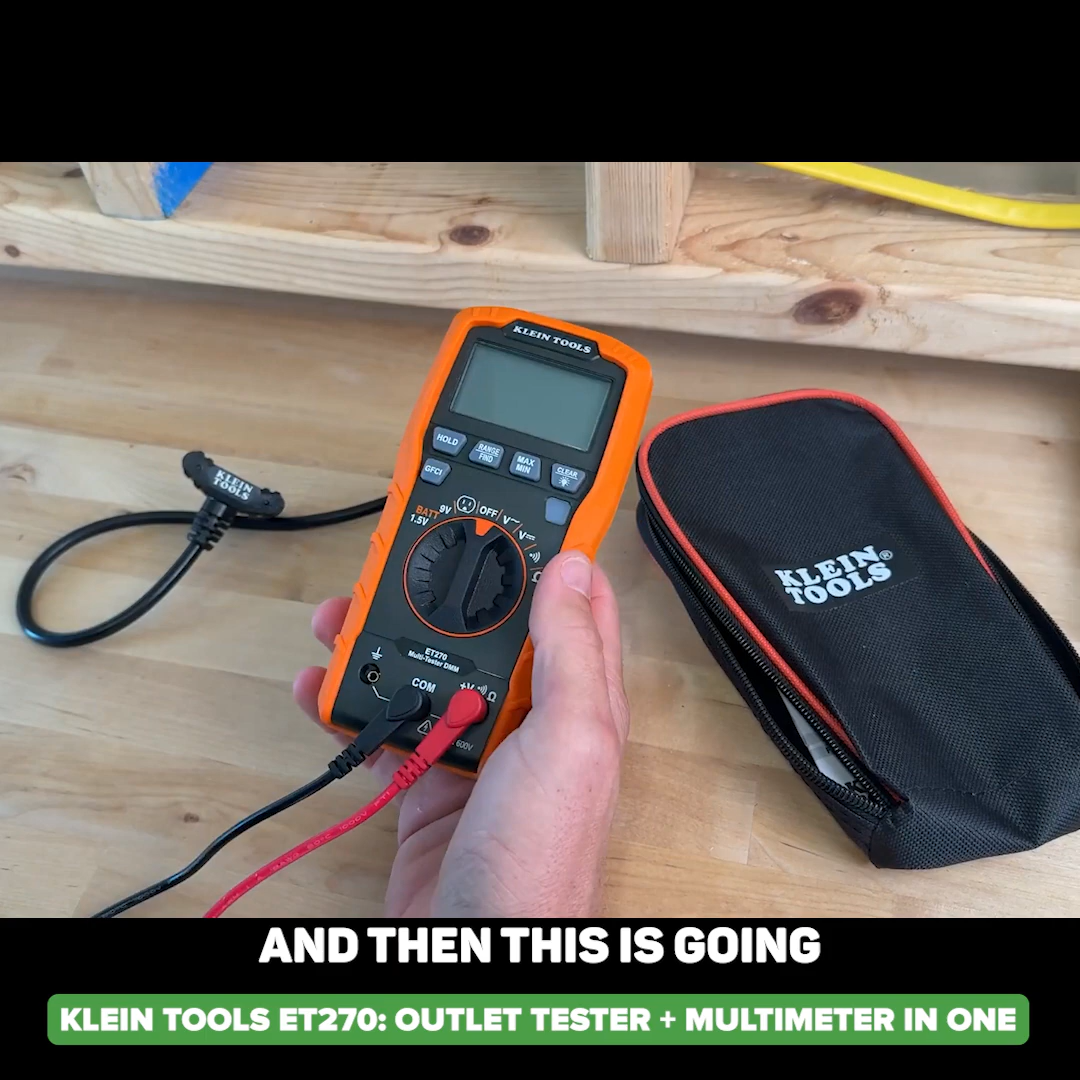 KLEIN TOOLS
HOLD
RANGE
FIND
MAX
MIN
CLEAR
GFCI
BATT
1.5V
9V
OFF
V~
V⎓
Ω
KLEIN
TOOLS
ET270
Multi-Tester DMM
COM
+V Ω
600V
KLEIN
TOOLS®
AND THEN THIS IS GOING
KLEIN TOOLS ET270: OUTLET TESTER + MULTIMETER IN ONE